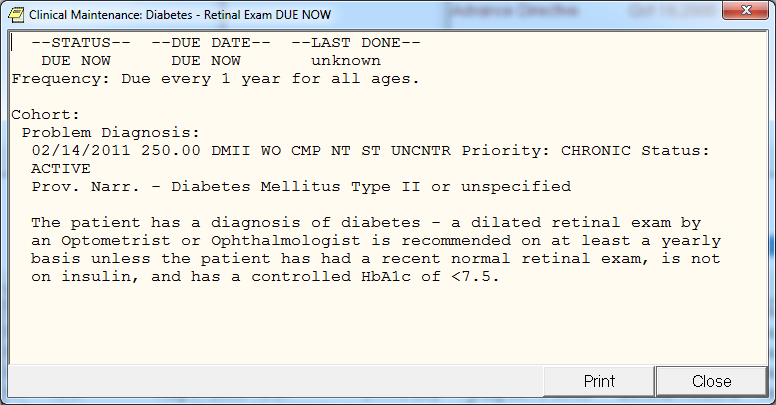 Clinical Maintenance: Diabetes - Retinal Exam DUE NOW
Advance Directive
--STATUS-- --DUE DATE-- --LAST DONE--
DUE NOW DUE NOW unknown
Frequency: Due every 1 year for all ages.
Cohort:
Problem Diagnosis:
02/14/2011 250.00 DMII WO CMP NT ST UNCNTR Priority: CHRONIC Status:
ACTIVE
Prov. Narr. - Diabetes Mellitus Type II or unspecified
The patient has a diagnosis of diabetes - a dilated retinal exam by
an Optometrist or Ophthalmologist is recommended on at least a yearly
basis unless the patient has had a recent normal retinal exam, is not
on insulin, and has a controlled HbA1c of <7.5.
Print Close